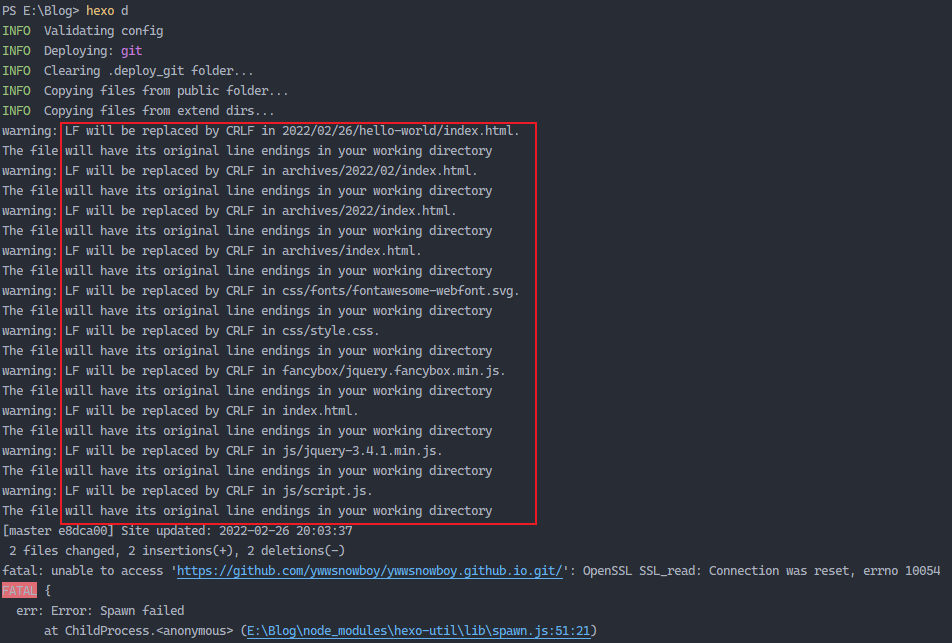 PS E:\Blog> hexo d
INFO  Validating config
INFO  Deploying: git
INFO  Clearing .deploy_git folder...
INFO  Copying files from public folder...
INFO  Copying files from extend dirs...
warning: LF will be replaced by CRLF in 2022/02/26/hello-world/index.html.
The file will have its original line endings in your working directory
warning: LF will be replaced by CRLF in archives/2022/02/index.html.
The file will have its original line endings in your working directory
warning: LF will be replaced by CRLF in archives/2022/index.html.
The file will have its original line endings in your working directory
warning: LF will be replaced by CRLF in archives/index.html.
The file will have its original line endings in your working directory
warning: LF will be replaced by CRLF in css/fonts/fontawesome-webfont.svg.
The file will have its original line endings in your working directory
warning: LF will be replaced by CRLF in css/style.css.
The file will have its original line endings in your working directory
warning: LF will be replaced by CRLF in fancybox/jquery.fancybox.min.js.
The file will have its original line endings in your working directory
warning: LF will be replaced by CRLF in index.html.
The file will have its original line endings in your working directory
warning: LF will be replaced by CRLF in js/jquery-3.4.1.min.js.
The file will have its original line endings in your working directory
warning: LF will be replaced by CRLF in js/script.js.
The file will have its original line endings in your working directory
[master e8dca00] Site updated: 2022-02-26 20:03:37
 2 files changed, 2 insertions(+), 2 deletions(-)
fatal: unable to access 'https://github.com/ywwsnowboy/ywwsnowboy.github.io.git/': OpenSSL SSL_read: Connection was reset, errno 10054
FATAL {
  err: Error: Spawn failed
      at ChildProcess.<anonymous> (E:\Blog\node_modules\hexo-util\lib\spawn.js:51:21)